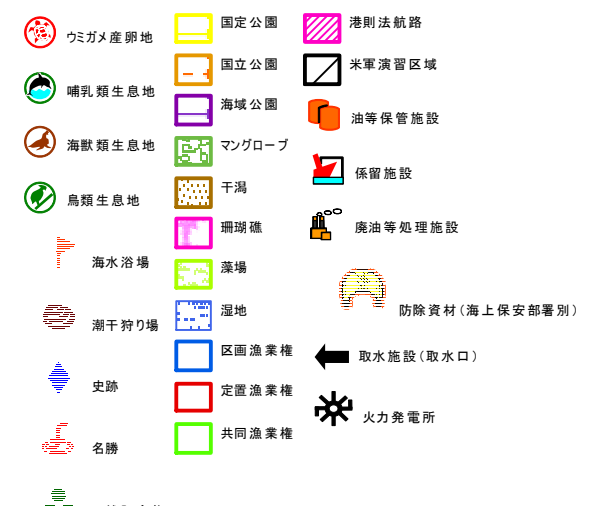 ウミガメ産卵地
哺乳類生息地
海獣類生息地
鳥類生息地
海水浴場
潮干狩り場
史跡
名勝
国定公園
国立公園
海域公園
マングローブ
干潟
珊瑚礁
藻場
湿地
区画漁業権
定置漁業権
共同漁業権
港則法航路
米軍演習区域
油等保管施設
係留施設
廃油等処理施設
防除資材(海上保安部署別)
取水施設(取水口)
火力発電所